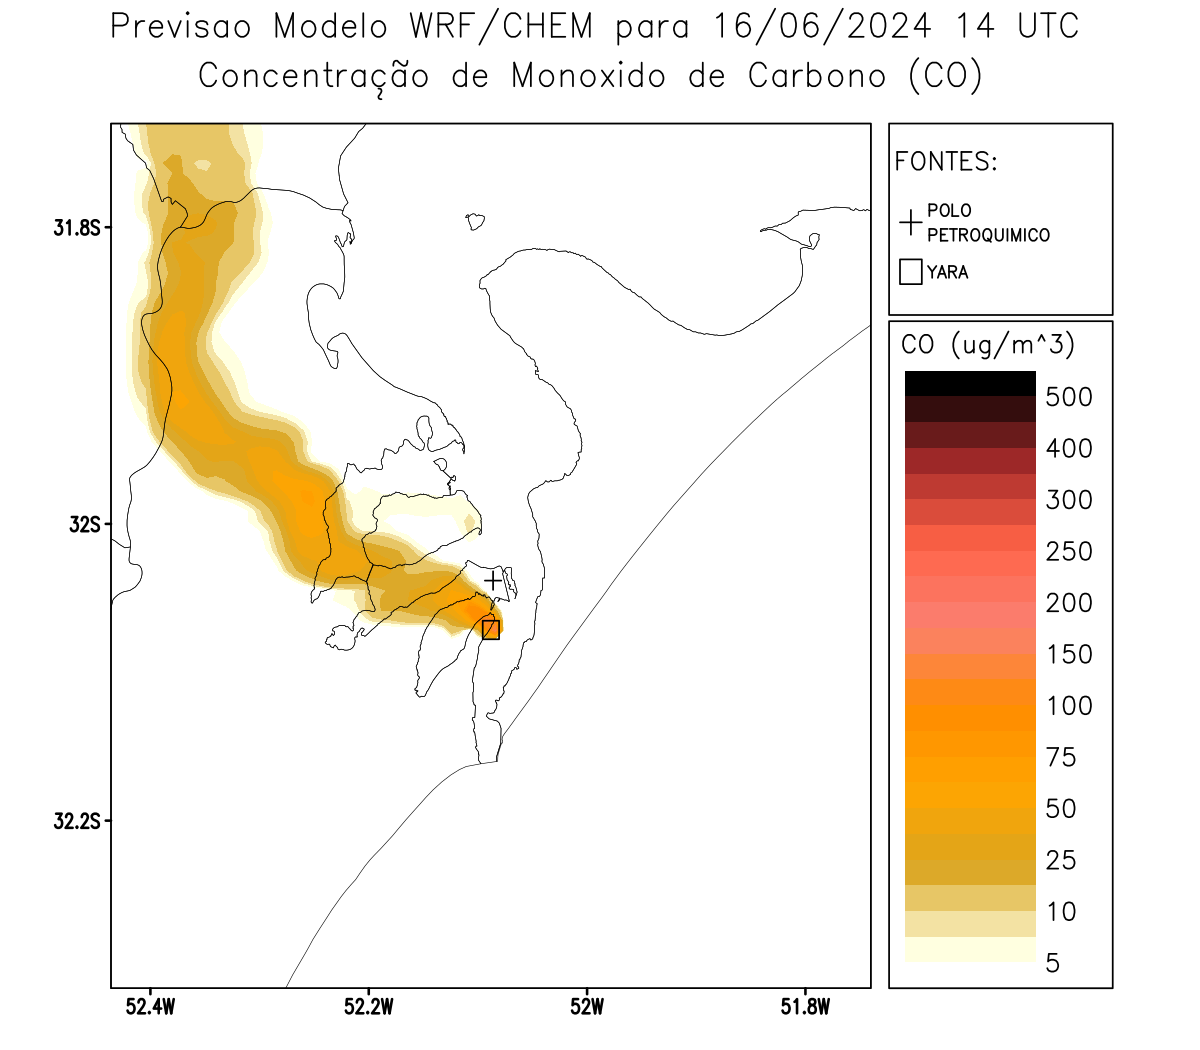 Previsao Modelo WRF/CHEM para 16/06/2024 14 UTC
Concentração de Monoxido de Carbono (CO)
FONTES:
POLO
PETROQUIMICO
YARA
CO (ug/m^3)
500
400
300
250
200
150
100
75
50
25
10
5
31.8S
32S
32.2S
52.4W
52.2W
52W
51.8W